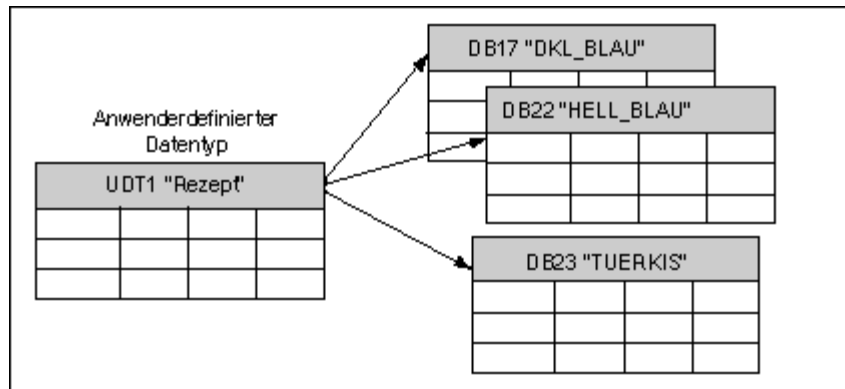 DB17 "DKL_BLAU"
DB22 "HELL_BLAU"
Anwenderdefinierter
Datentyp
UDT1 "Rezept"
DB23 "TUERKIS"